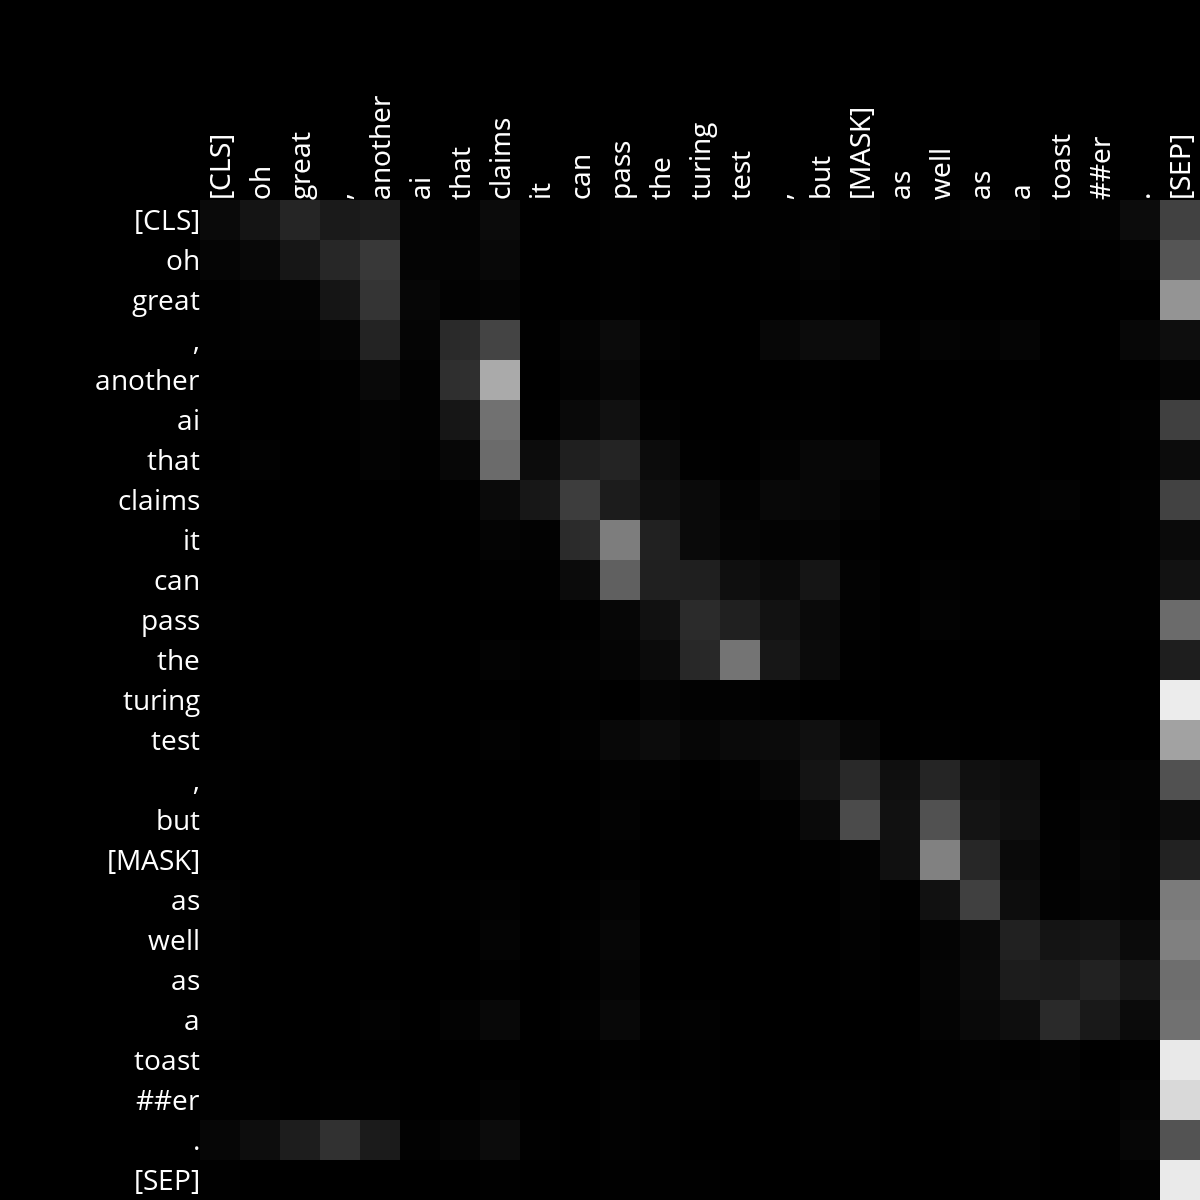 [CLS] oh great , another ai that claims it can pass the turing test , but [MASK] as well as a toast ##er . [SEP]
[CLS]
oh
great
,
another
ai
that
claims
it
can
pass
the
turing
test
,
but
[MASK]
as
well
as
a
toast
##er
.
[SEP]